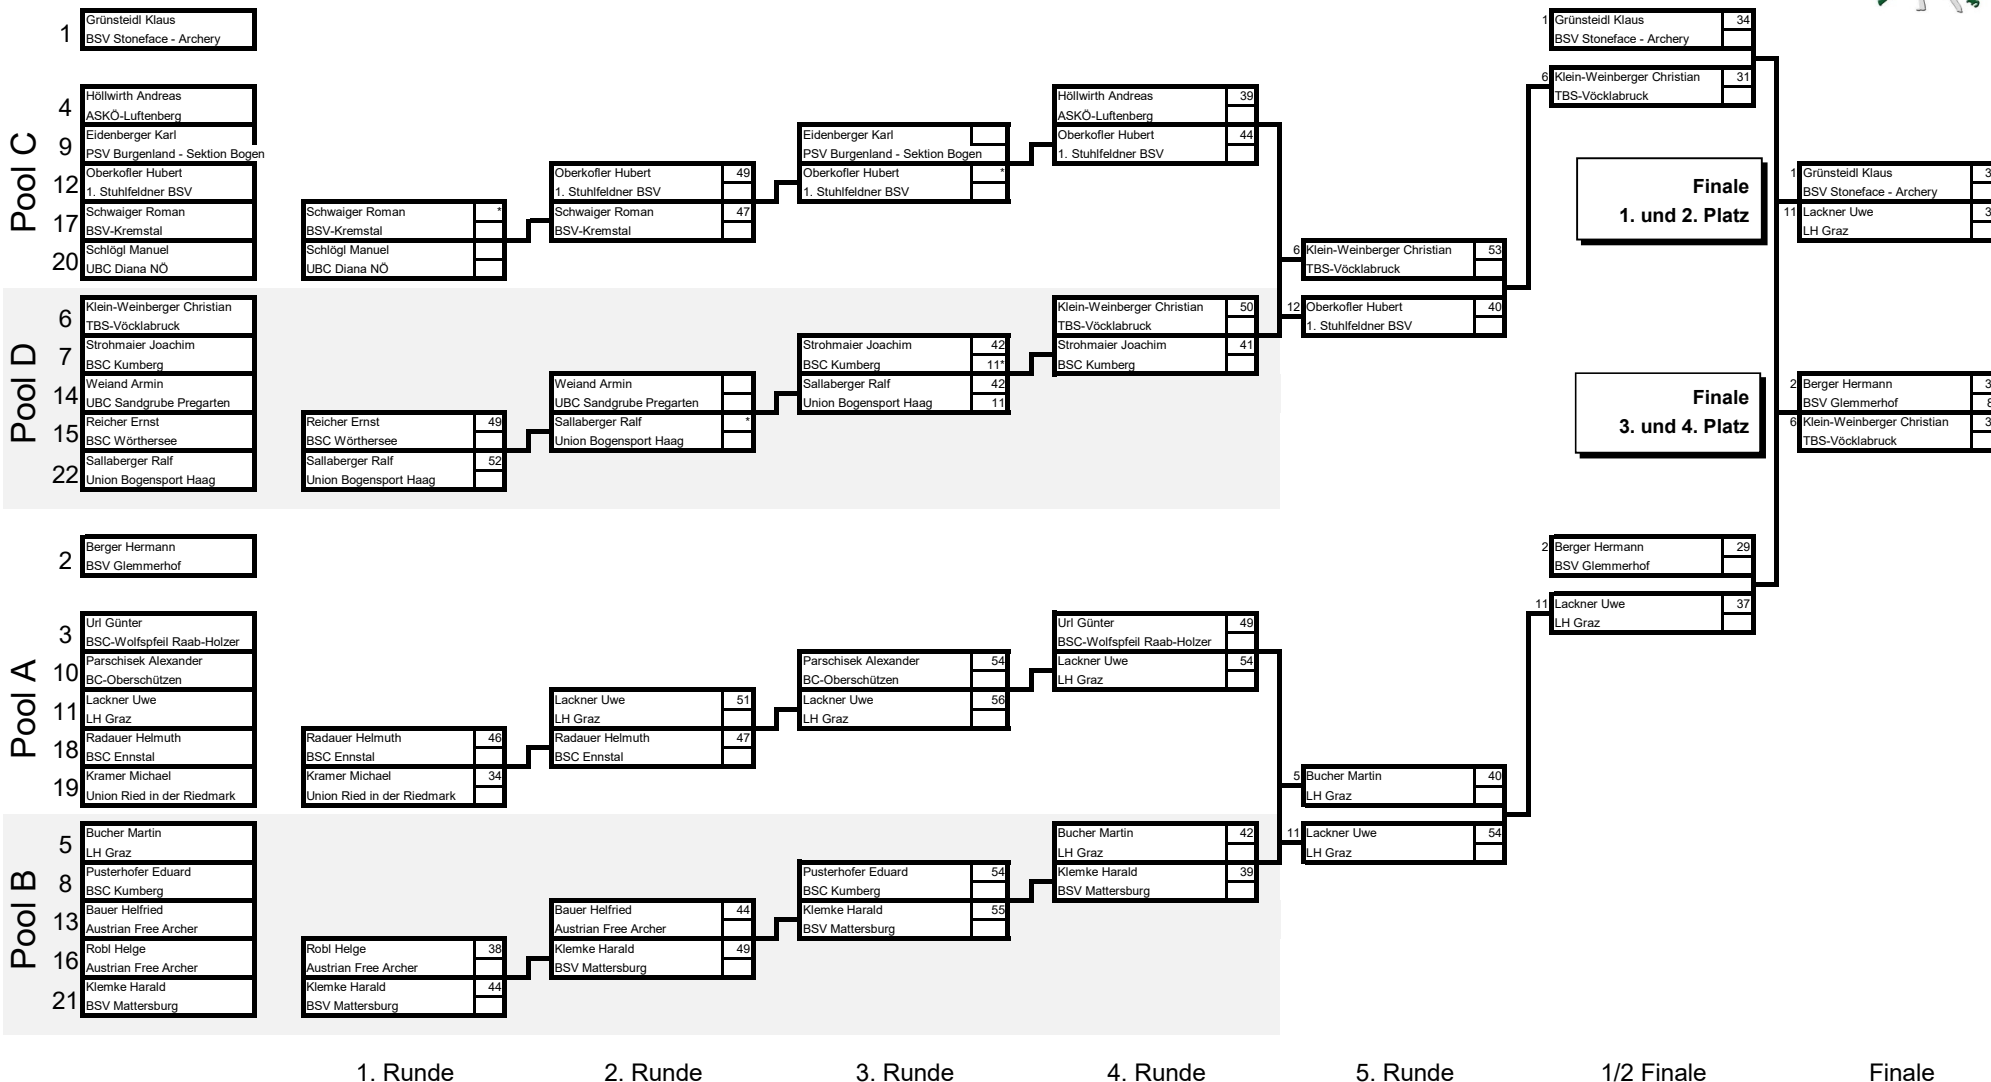 1
Grünsteidl Klaus
BSV Stoneface - Archery
Pool C
4
Höllwirth Andreas
ASKÖ-Luftenberg
9
Eidenberger Karl
PSV Burgenland - Sektion Bogen
12
Oberkofler Hubert
1. Stuhlfeldner BSV
17
Schwaiger Roman
BSV-Kremstal
20
Schlögl Manuel
UBC Diana NÖ
Pool D
6
Klein-Weinberger Christian
TBS-Vöcklabruck
7
Strohmaier Joachim
BSC Kumberg
14
Weiand Armin
UBC Sandgrube Pregarten
15
Reicher Ernst
BSC Wörthersee
22
Sallaberger Ralf
Union Bogensport Haag
2
Berger Hermann
BSV Glemmerhof
Pool A
3
Url Günter
BSC-Wolfspfeil Raab-Holzer
10
Parschisek Alexander
BC-Oberschützen
11
Lackner Uwe
LH Graz
18
Radauer Helmuth
BSC Ennstal
19
Kramer Michael
Union Ried in der Riedmark
Pool B
5
Bucher Martin
LH Graz
8
Pusterhofer Eduard
BSC Kumberg
13
Bauer Helfried
Austrian Free Archer
16
Robl Helge
Austrian Free Archer
21
Klemke Harald
BSV Mattersburg
Schwaiger Roman *
BSV-Kremstal
Schlögl Manuel
UBC Diana NÖ
Reicher Ernst 49
BSC Wörthersee
Sallaberger Ralf 52
Union Bogensport Haag
Radauer Helmuth 46
BSC Ennstal
Kramer Michael 34
Union Ried in der Riedmark
Robl Helge 38
Austrian Free Archer
Klemke Harald 44
BSV Mattersburg
1. Runde
Oberkofler Hubert 49
1. Stuhlfeldner BSV
Schwaiger Roman 47
BSV-Kremstal
Weiand Armin
UBC Sandgrube Pregarten
Sallaberger Ralf *
Union Bogensport Haag
Lackner Uwe 51
LH Graz
Radauer Helmuth 47
BSC Ennstal
Bauer Helfried 44
Austrian Free Archer
Klemke Harald 49
BSV Mattersburg
2. Runde
Eidenberger Karl
PSV Burgenland - Sektion Bogen
Oberkofler Hubert *
1. Stuhlfeldner BSV
Strohmaier Joachim 42
BSC Kumberg 11*
Sallaberger Ralf 42
Union Bogensport Haag 11
Parschisek Alexander 54
BC-Oberschützen
Lackner Uwe 56
LH Graz
Pusterhofer Eduard 54
BSC Kumberg
Klemke Harald 55
BSV Mattersburg
3. Runde
Höllwirth Andreas 39
ASKÖ-Luftenberg
Oberkofler Hubert 44
1. Stuhlfeldner BSV
Klein-Weinberger Christian 50
TBS-Vöcklabruck
Strohmaier Joachim 41
BSC Kumberg
Url Günter 49
BSC-Wolfspfeil Raab-Holzer
Lackner Uwe 54
LH Graz
Bucher Martin 42
LH Graz
Klemke Harald 39
BSV Mattersburg
4. Runde
6 Klein-Weinberger Christian 53
TBS-Vöcklabruck
12 Oberkofler Hubert 40
1. Stuhlfeldner BSV
5 Bucher Martin 40
LH Graz
11 Lackner Uwe 54
LH Graz
5. Runde
1 Grünsteidl Klaus 34
BSV Stoneface - Archery
6 Klein-Weinberger Christian 31
TBS-Vöcklabruck
Finale
1. und 2. Platz
Finale
3. und 4. Platz
2 Berger Hermann 29
BSV Glemmerhof
11 Lackner Uwe 37
LH Graz
1/2 Finale
1 Grünsteidl Klaus
BSV Stoneface - Archery
11 Lackner Uwe
LH Graz
2 Berger Hermann
BSV Glemmerhof
6 Klein-Weinberger Christian
TBS-Vöcklabruck
Finale